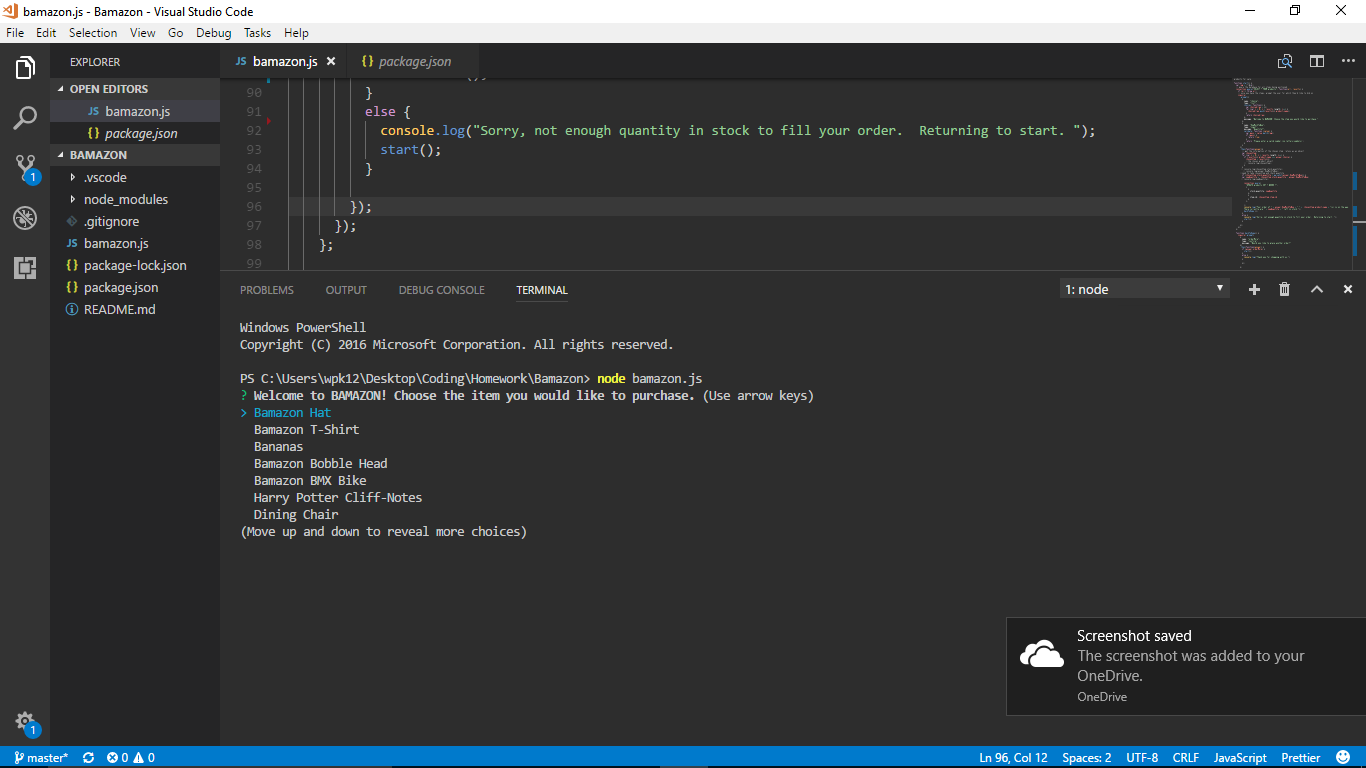 bamazon.js - Bamazon - Visual Studio Code
File Edit Selection View Go Debug Tasks Help
EXPLORER
OPEN EDITORS
JS bamazon.js
{} package.json
BAMAZON
.vscode
node_modules
.gitignore
JS bamazon.js
{} package-lock.json
{} package.json
README.md
1
1
JS bamazon.js
{} package.json
90 }
91 else {
92 console.log("Sorry, not enough quantity in stock to fill your order.  Returning to start. ");
93 start();
94 }
95
96 });
97 });
98 };
99
PROBLEMS OUTPUT DEBUG CONSOLE TERMINAL 1: node
Windows PowerShell
Copyright (C) 2016 Microsoft Corporation. All rights reserved.
PS C:\Users\wpk12\Desktop\Coding\Homework\Bamazon> node bamazon.js
? Welcome to BAMAZON! Choose the item you would like to purchase. (Use arrow keys)
> Bamazon Hat
Bamazon T-Shirt
Bananas
Bamazon Bobble Head
Bamazon BMX Bike
Harry Potter Cliff-Notes
Dining Chair
(Move up and down to reveal more choices)
Screenshot saved
The screenshot was added to your
OneDrive.
OneDrive
master* 0 0 Ln 96, Col 12 Spaces: 2 UTF-8 CRLF JavaScript Prettier